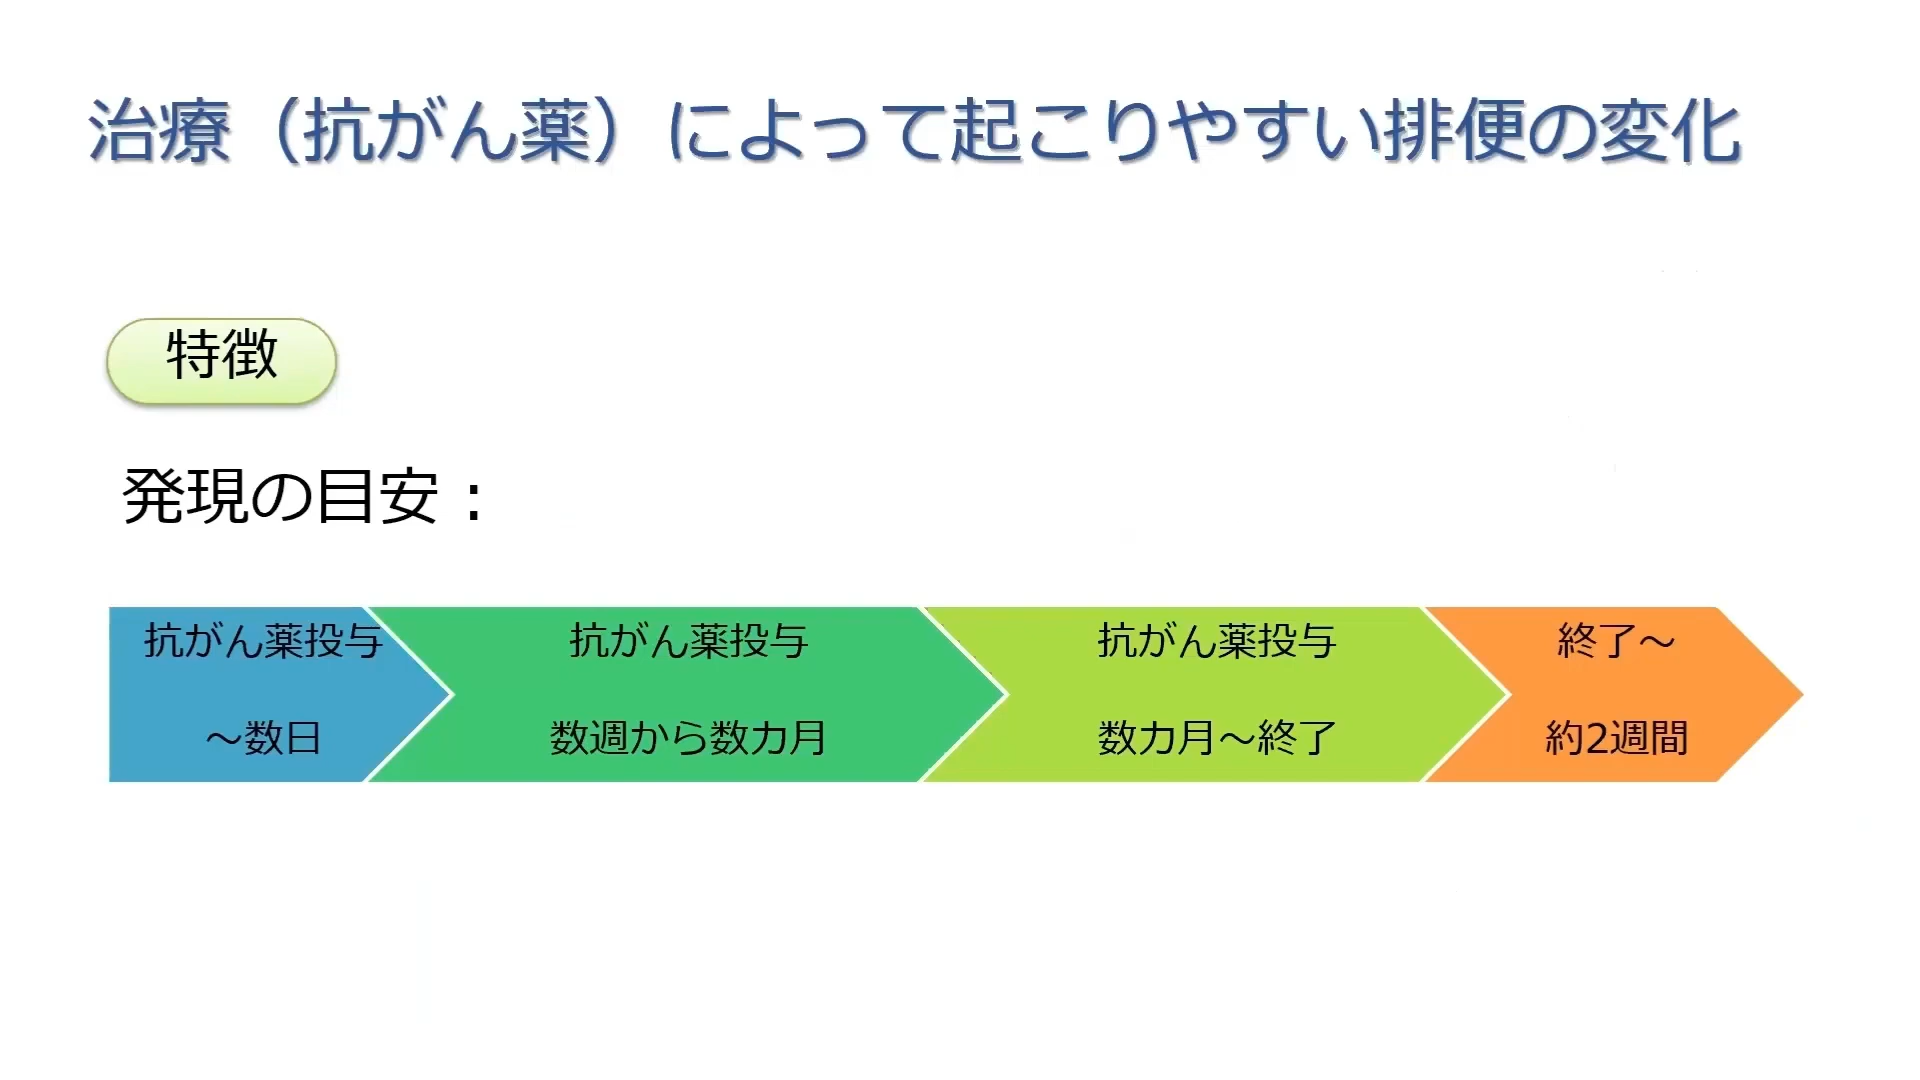 治療（抗がん薬）によって起こりやすい排便の変化
特徴
発現の目安：
抗がん薬投与
～数日
抗がん薬投与
数週から数カ月
抗がん薬投与
数カ月～終了
終了～
約2週間